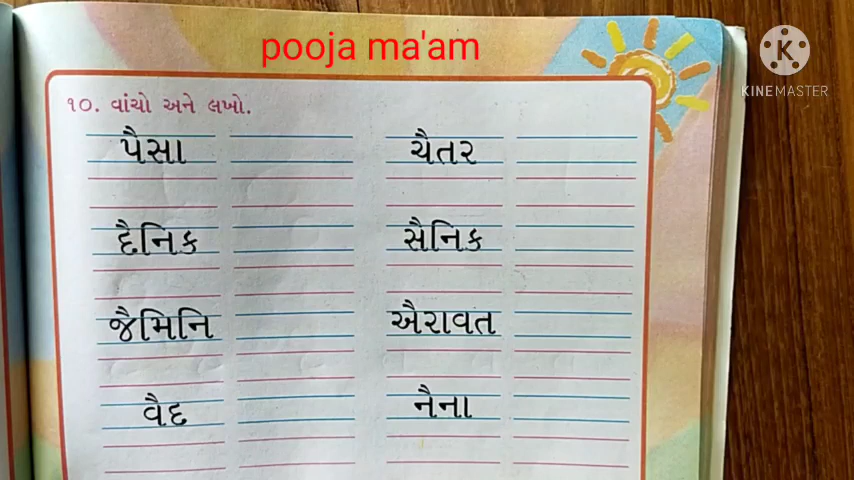 pooja ma'am
KINEMASTER
૧૦. વાંચો અને લખો.
પૈસા ચૈતર
દૈનિક સૈનિક
જૈમિનિ ઐરાવત
વૈદ નૈના